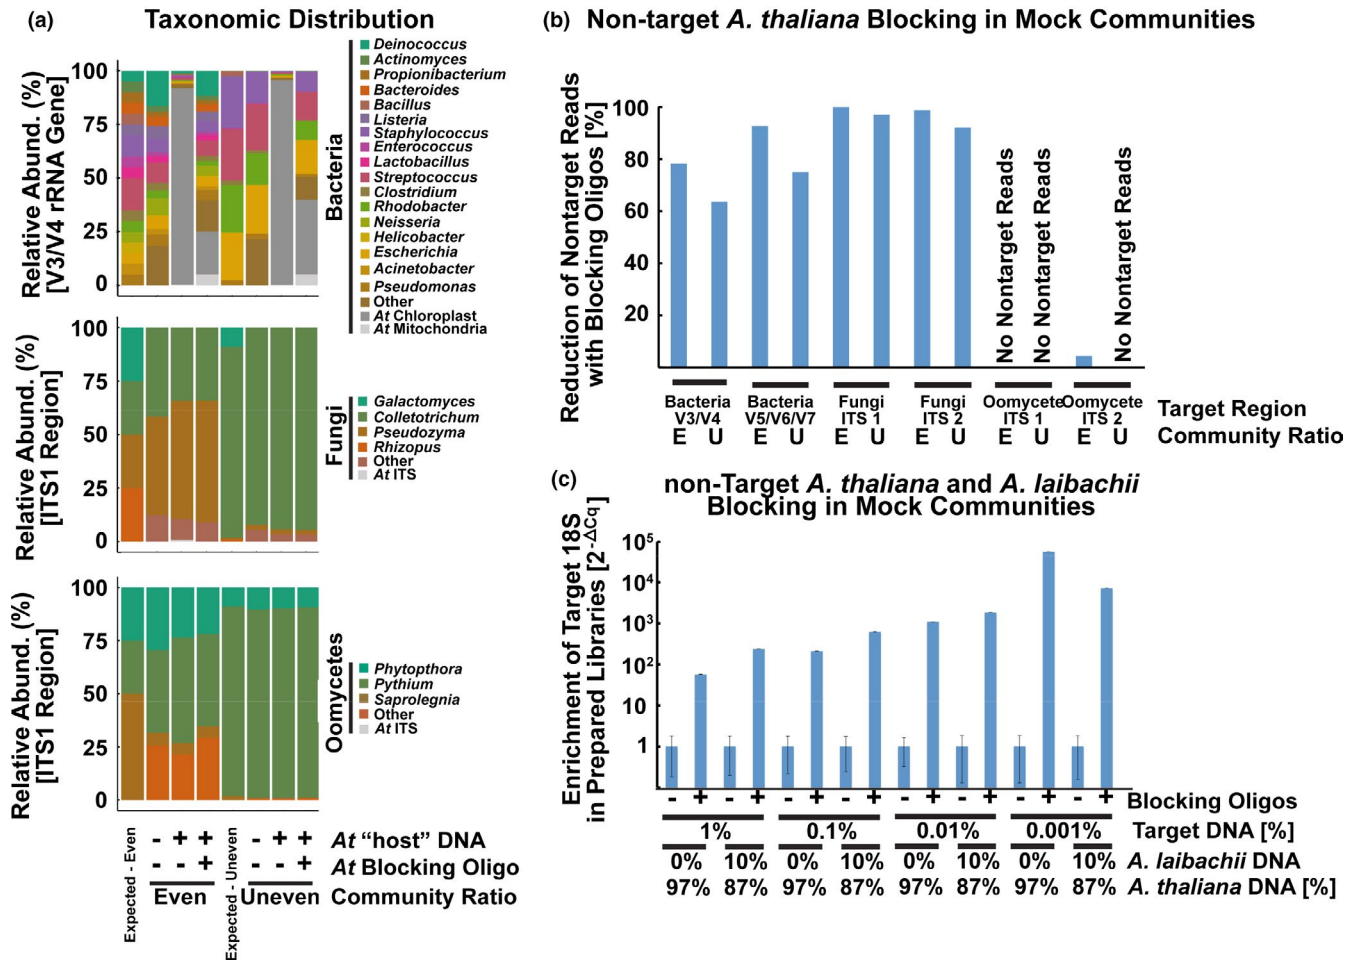 (a)
Taxonomic Distribution
Relative Abund. (%)
[V3/V4 rRNA Gene]
100
75
50
25
0
Bacteria
Deinococcus
Actinomyces
Propionibacterium
Bacteroides
Bacillus
Listeria
Staphylococcus
Enterococcus
Lactobacillus
Streptococcus
Clostridium
Rhodobacter
Neisseria
Helicobacter
Escherichia
Acinetobacter
Pseudomonas
Other
At Chloroplast
At Mitochondria
Relative Abund. (%)
[ITS1 Region]
100
75
50
25
0
Fungi
Galactomyces
Colletotrichum
Pseudozyma
Rhizopus
Other
At ITS
Relative Abund. (%)
[ITS1 Region]
100
75
50
25
0
Oomycetes
Phytopthora
Pythium
Saprolegnia
Other
At ITS
Expected - Even
Expected - Uneven
- + + - + + At “host” DNA
- - + - - + At Blocking Oligo
Even Uneven Community Ratio
(b) Non-target A. thaliana Blocking in Mock Communities
Reduction of Nontarget Reads
with Blocking Oligos [%]
100
80
60
40
20
No Nontarget Reads
No Nontarget Reads
No Nontarget Reads
Bacteria Bacteria Fungi Fungi Oomycete Oomycete
V3/V4 V5/V6/V7 ITS 1 ITS 2 ITS 1 ITS 2 Target Region
E U E U E U E U E U E U Community Ratio
(c) non-Target A. thaliana and A. laibachii
Blocking in Mock Communities
Enrichment of Target 18S
in Prepared Libraries [2^-ΔCq]
10^5
10^4
10^3
10^2
10
1
- + - + - + - + - + - + - + - + Blocking Oligos
1% 0.1% 0.01% 0.001% Target DNA [%]
0% 10% 0% 10% 0% 10% 0% 10% A. laibachii DNA
97% 87% 97% 87% 97% 87% 97% 87% A. thaliana DNA [%]